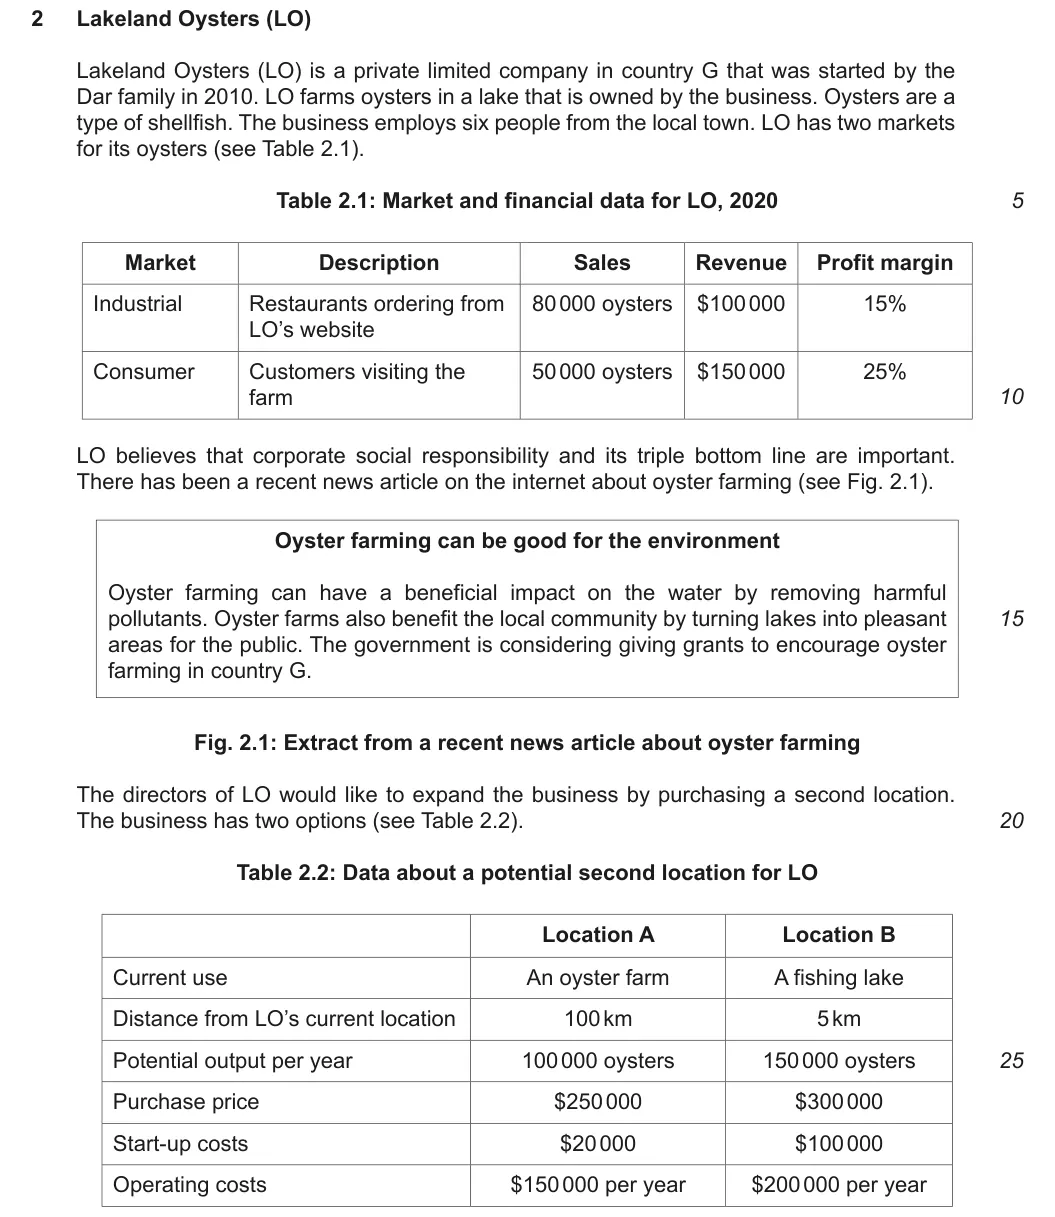 2 Lakeland Oysters (LO)
Lakeland Oysters (LO) is a private limited company in country G that was started by the
Dar family in 2010. LO farms oysters in a lake that is owned by the business. Oysters are a
type of shellfish. The business employs six people from the local town. LO has two markets
for its oysters (see Table 2.1).
Table 2.1: Market and financial data for LO, 2020 5
Market Description Sales Revenue Profit margin
Industrial Restaurants ordering from 80 000 oysters $100 000 15%
LO’s website
Consumer Customers visiting the 50 000 oysters $150 000 25%
farm 10
LO believes that corporate social responsibility and its triple bottom line are important.
There has been a recent news article on the internet about oyster farming (see Fig. 2.1).
Oyster farming can be good for the environment
Oyster farming can have a beneficial impact on the water by removing harmful
pollutants. Oyster farms also benefit the local community by turning lakes into pleasant 15
areas for the public. The government is considering giving grants to encourage oyster
farming in country G.
Fig. 2.1: Extract from a recent news article about oyster farming
The directors of LO would like to expand the business by purchasing a second location.
The business has two options (see Table 2.2). 20
Table 2.2: Data about a potential second location for LO
Location A Location B
Current use An oyster farm A fishing lake
Distance from LO’s current location 100 km 5 km
Potential output per year 100 000 oysters 150 000 oysters 25
Purchase price $250 000 $300 000
Start-up costs $20 000 $100 000
Operating costs $150 000 per year $200 000 per year